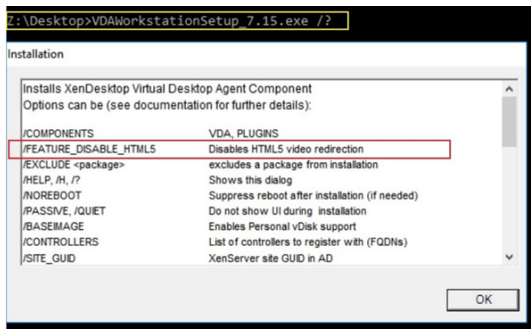 Z:\Desktop>VDAWorkstationSetup_7.15.exe /?
Installation
Installs XenDesktop Virtual Desktop Agent Component
Options can be (see documentation for further details):
/COMPONENTS VDA, PLUGINS
/FEATURE_DISABLE_HTML5 Disables HTML5 video redirection
/EXCLUDE <package> excludes a package from installation
/HELP, /H, /? Shows this dialog
/NOREBOOT Suppress reboot after installation (if needed)
/PASSIVE, /QUIET Do not show UI during installation
/BASEIMAGE Enables Personal vDisk support
/CONTROLLERS List of controllers to register with (FQDNs)
/SITE_GUID XenServer site GUID in AD
OK